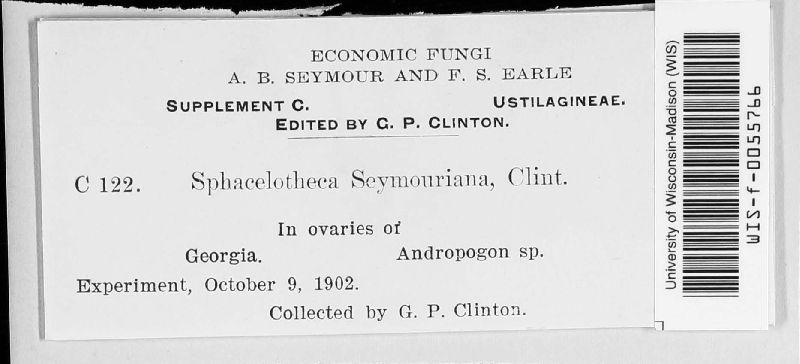 ECONOMIC FUNGI
A. B. SEYMOUR AND F. S. EARLE
SUPPLEMENT C. USTILAGINEAE.
EDITED BY G. P. CLINTON.
C 122. Sphacelotheca Seymouriana, Clint.
In ovaries of
Georgia. Andropogon sp.
Experiment, October 9, 1902.
Collected by G. P. Clinton.
University of Wisconsin-Madison (WIS)
WIS-f-0055766